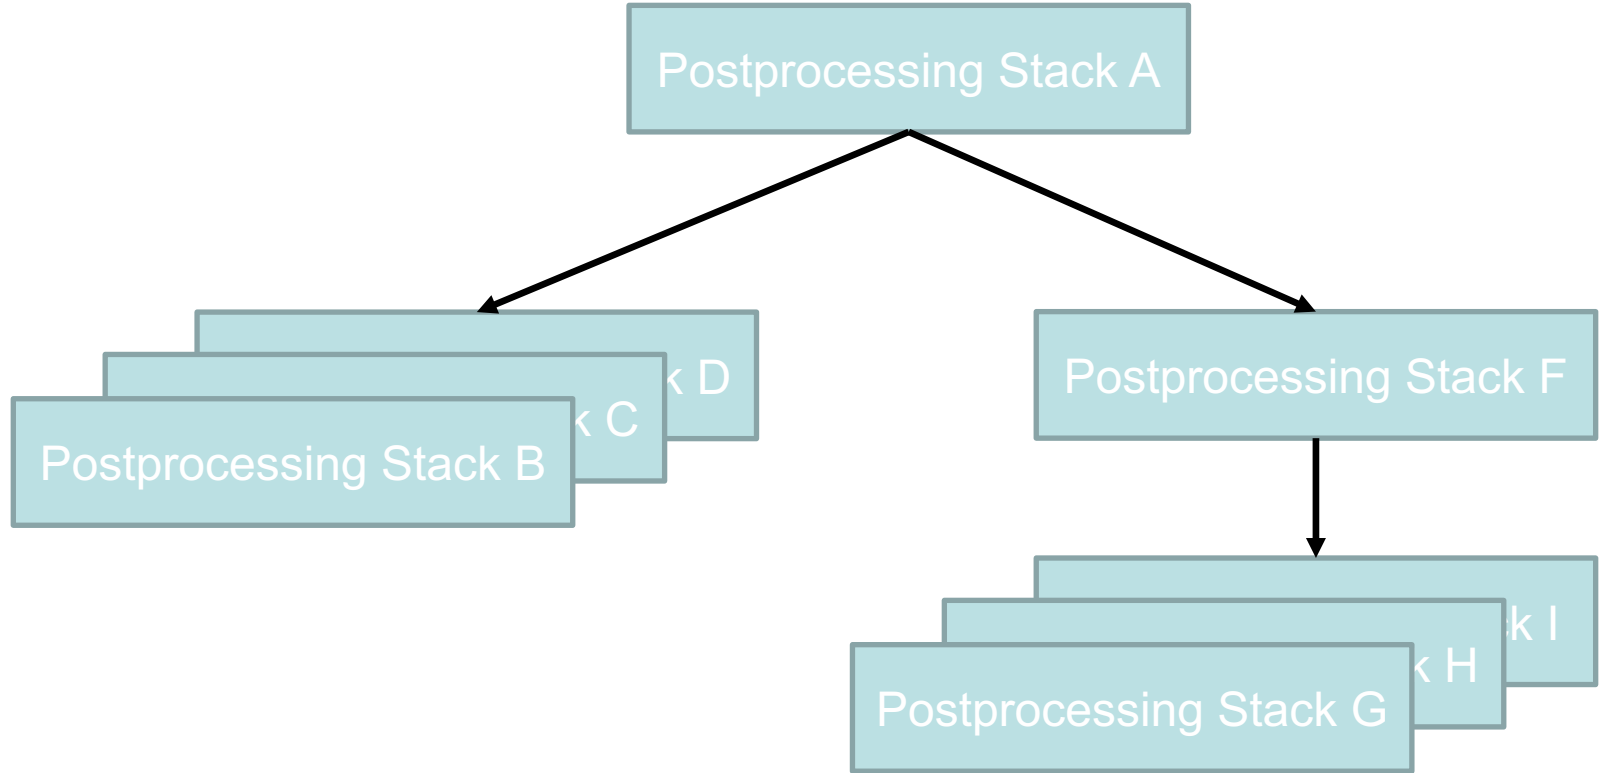 Postprocessing Stack A
k D
Postprocessing Stack F
k C
Postprocessing Stack B
k I
k H
Postprocessing Stack G